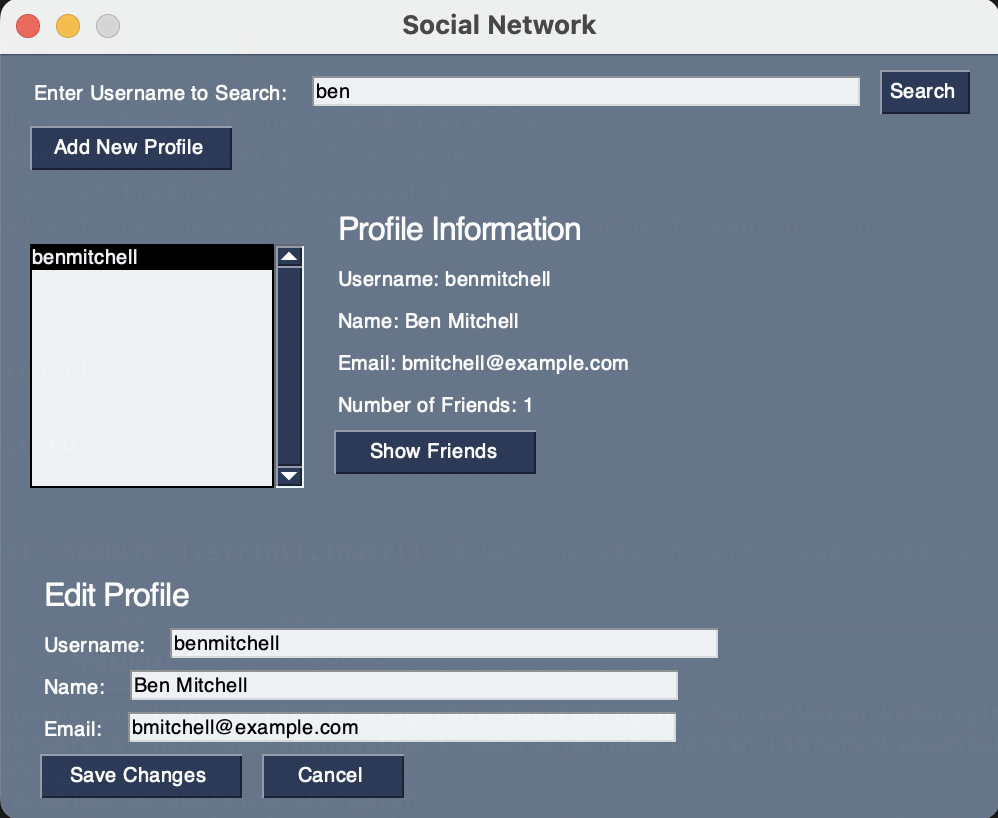 Social Network
Enter Username to Search: ben Search
Add New Profile
Profile Information
benmitchell
Username: benmitchell
Name: Ben Mitchell
Email: bmitchell@example.com
Number of Friends: 1
Show Friends
Edit Profile
Username: benmitchell
Name: Ben Mitchell
Email: bmitchell@example.com
Save Changes Cancel